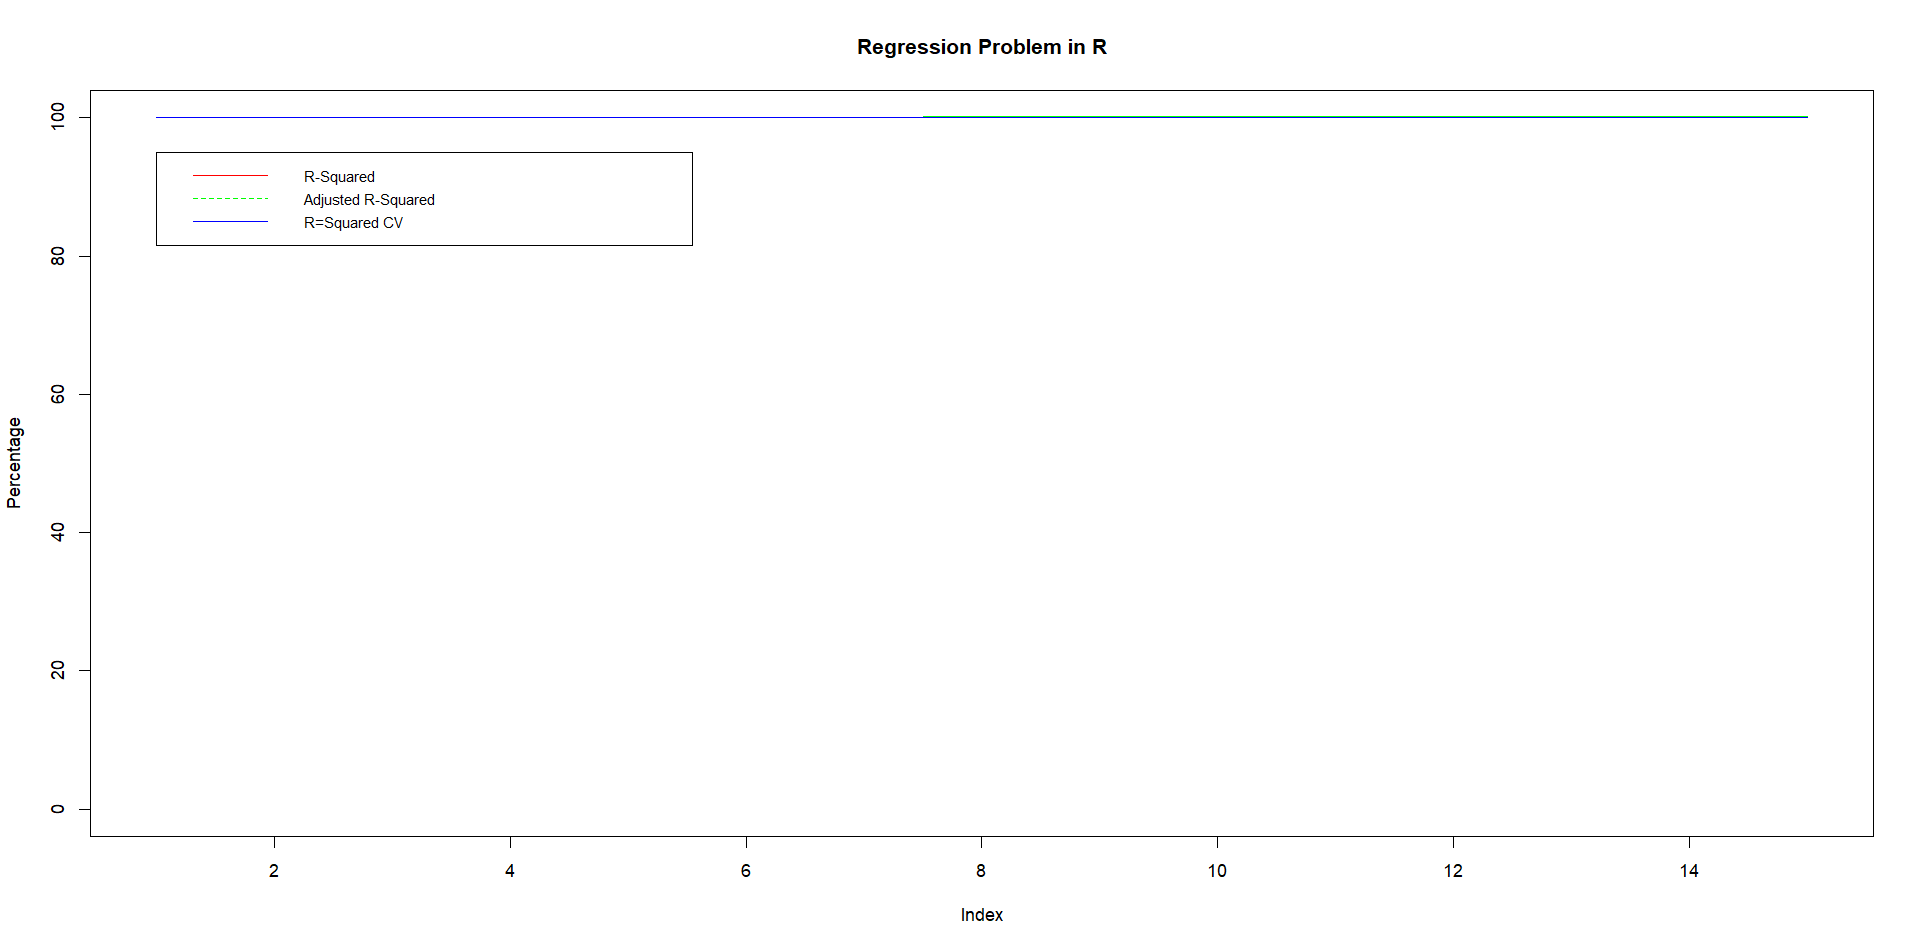 Regression Problem in R
100
80
60
40
20
0
Percentage
R-Squared
Adjusted R-Squared
R=Squared CV
2 4 6 8 10 12 14
Index